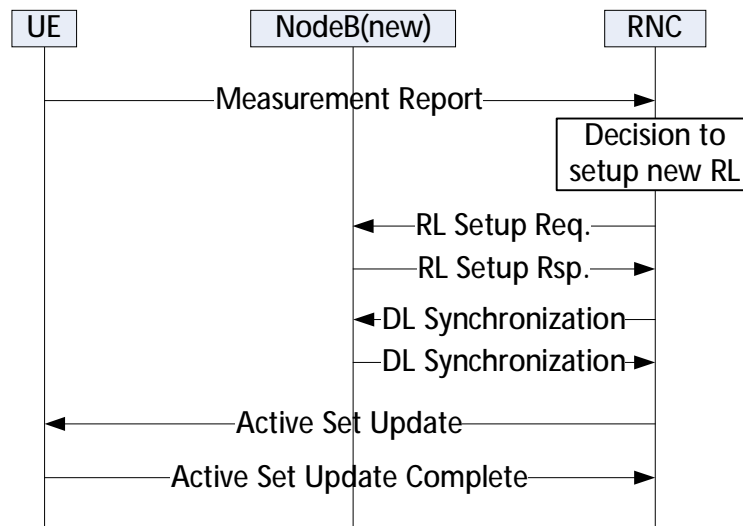 UE
NodeB(new)
RNC
Measurement Report
Decision to
setup new RL
RL Setup Req.
RL Setup Rsp.
DL Synchronization
DL Synchronization
Active Set Update
Active Set Update Complete